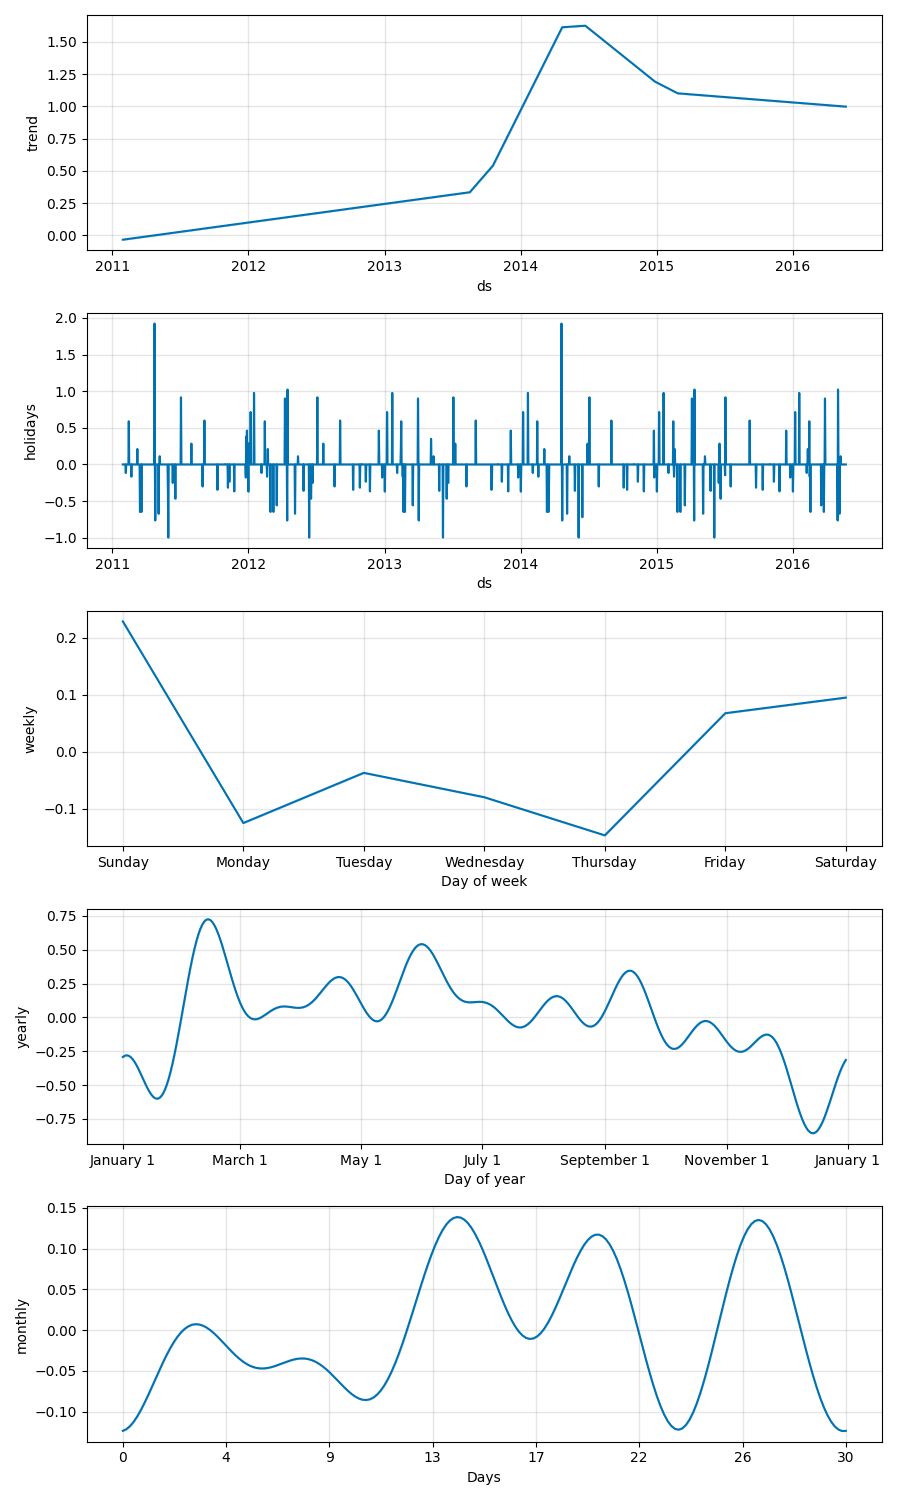 trend
1.50
1.25
1.00
0.75
0.50
0.25
0.00
2011 2012 2013 2014 2015 2016
ds
holidays
2.0
1.5
1.0
0.5
0.0
−0.5
−1.0
2011 2012 2013 2014 2015 2016
ds
weekly
0.2
0.1
0.0
−0.1
Sunday Monday Tuesday Wednesday Thursday Friday Saturday
Day of week
yearly
0.75
0.50
0.25
0.00
−0.25
−0.50
−0.75
January 1 March 1 May 1 July 1 September 1 November 1 January 1
Day of year
monthly
0.15
0.10
0.05
0.00
−0.05
−0.10
0 4 9 13 17 22 26 30
Days